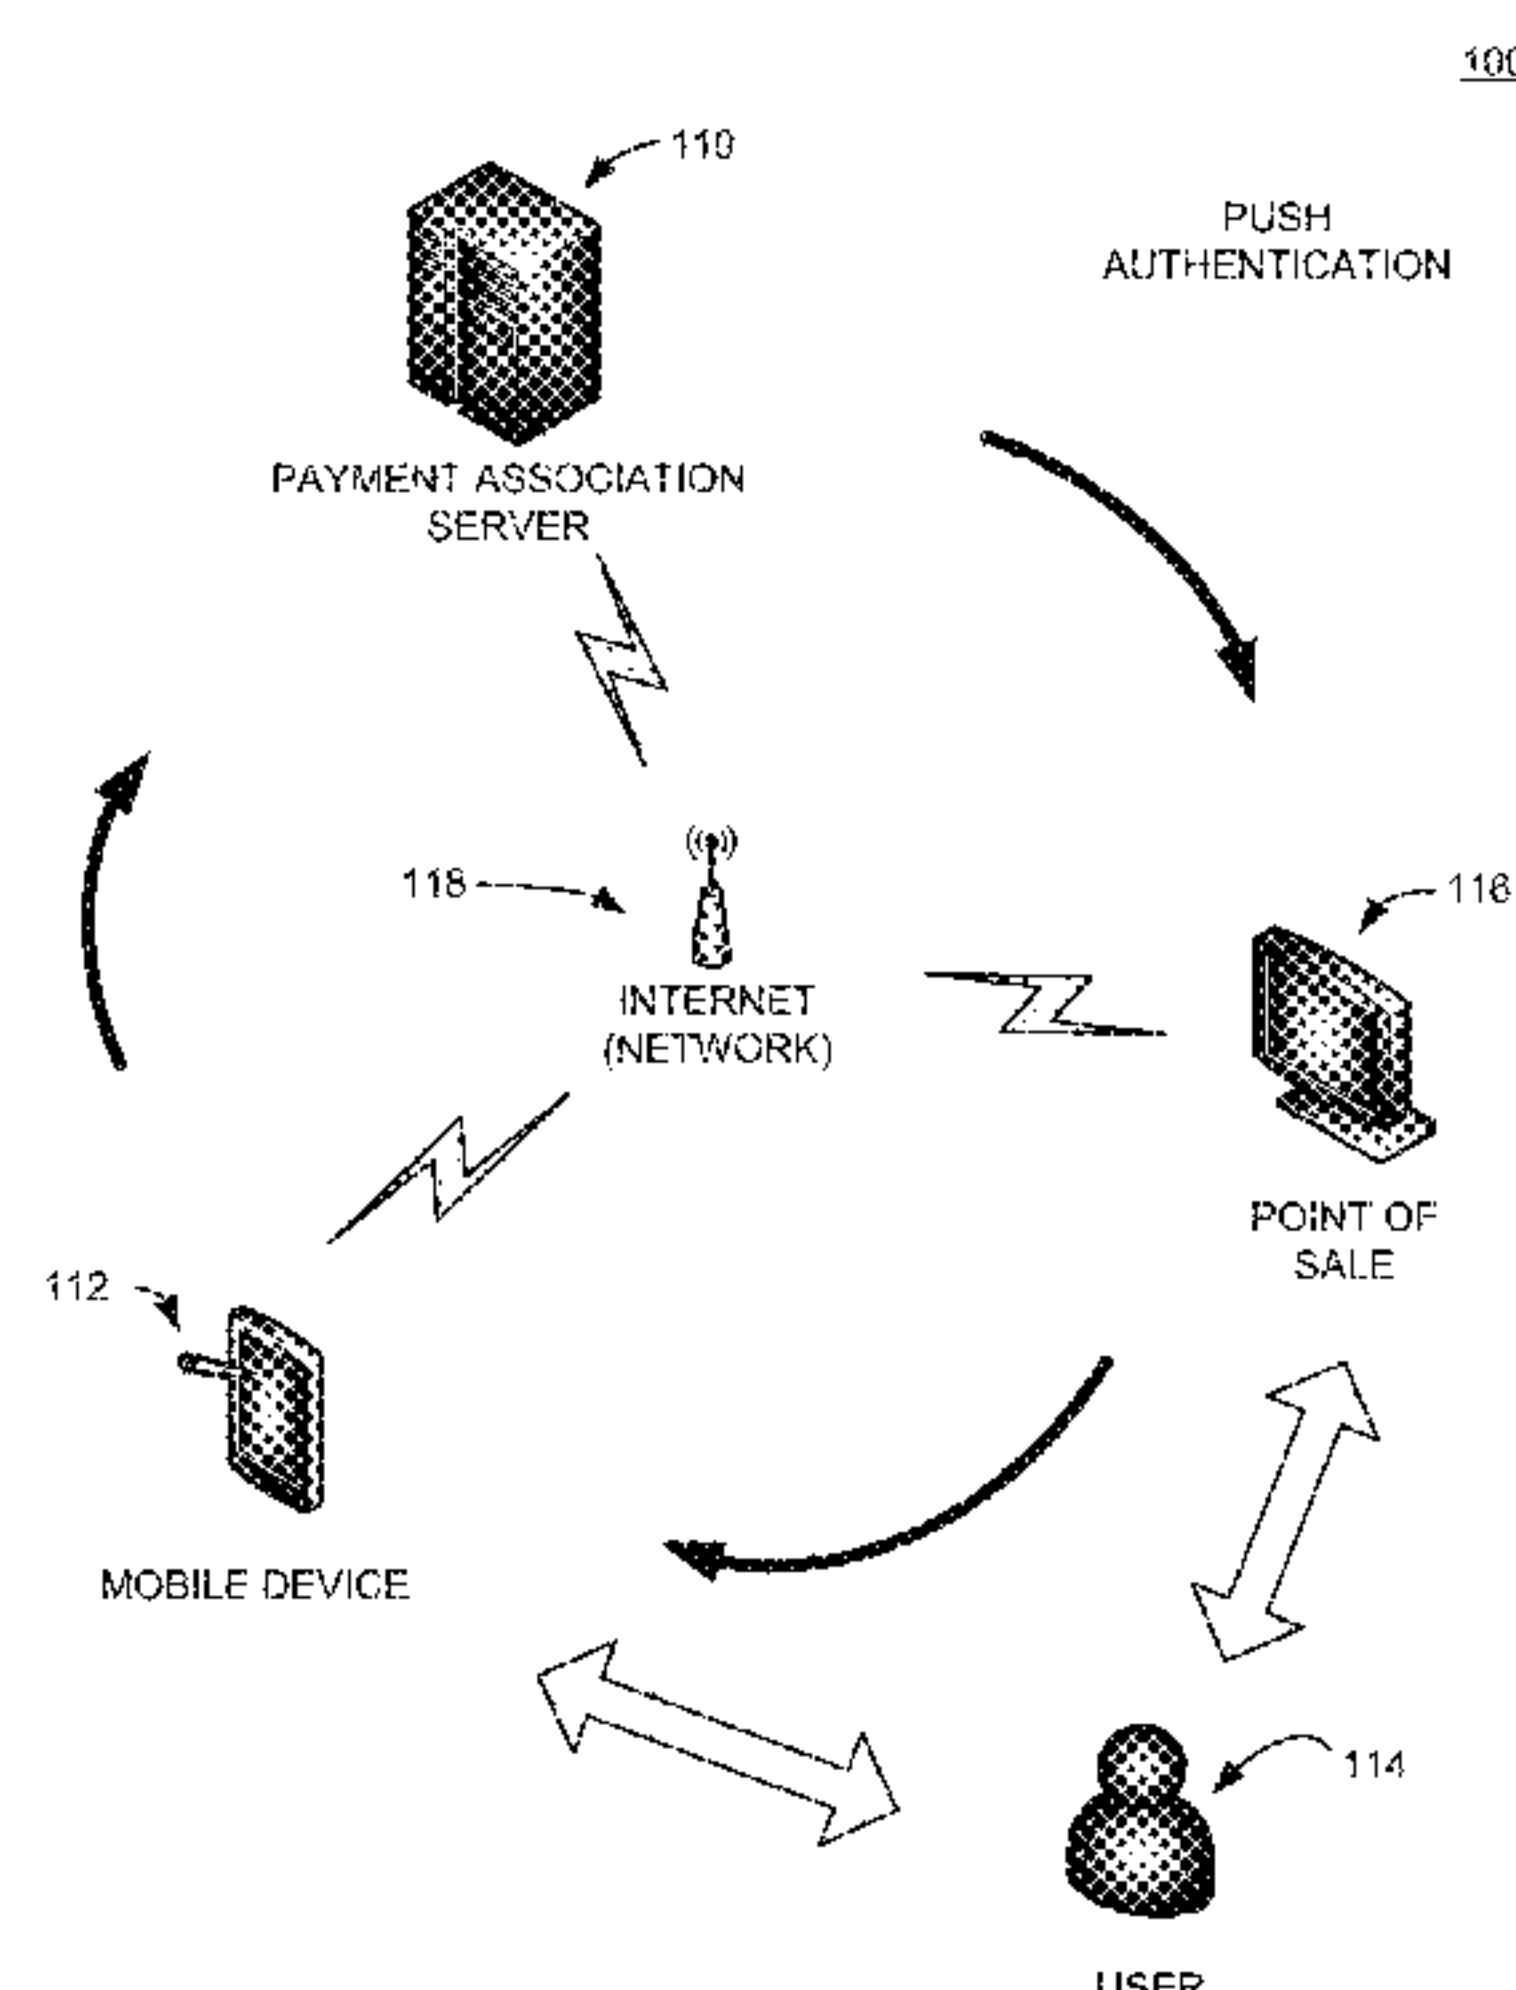 100
110
PUSH
AUTHENTICATION
PAYMENT ASSOCIATION
SERVER
118
116
INTERNET
(NETWORK)
POINT OF
SALE
112
MOBILE DEVICE
114
USER